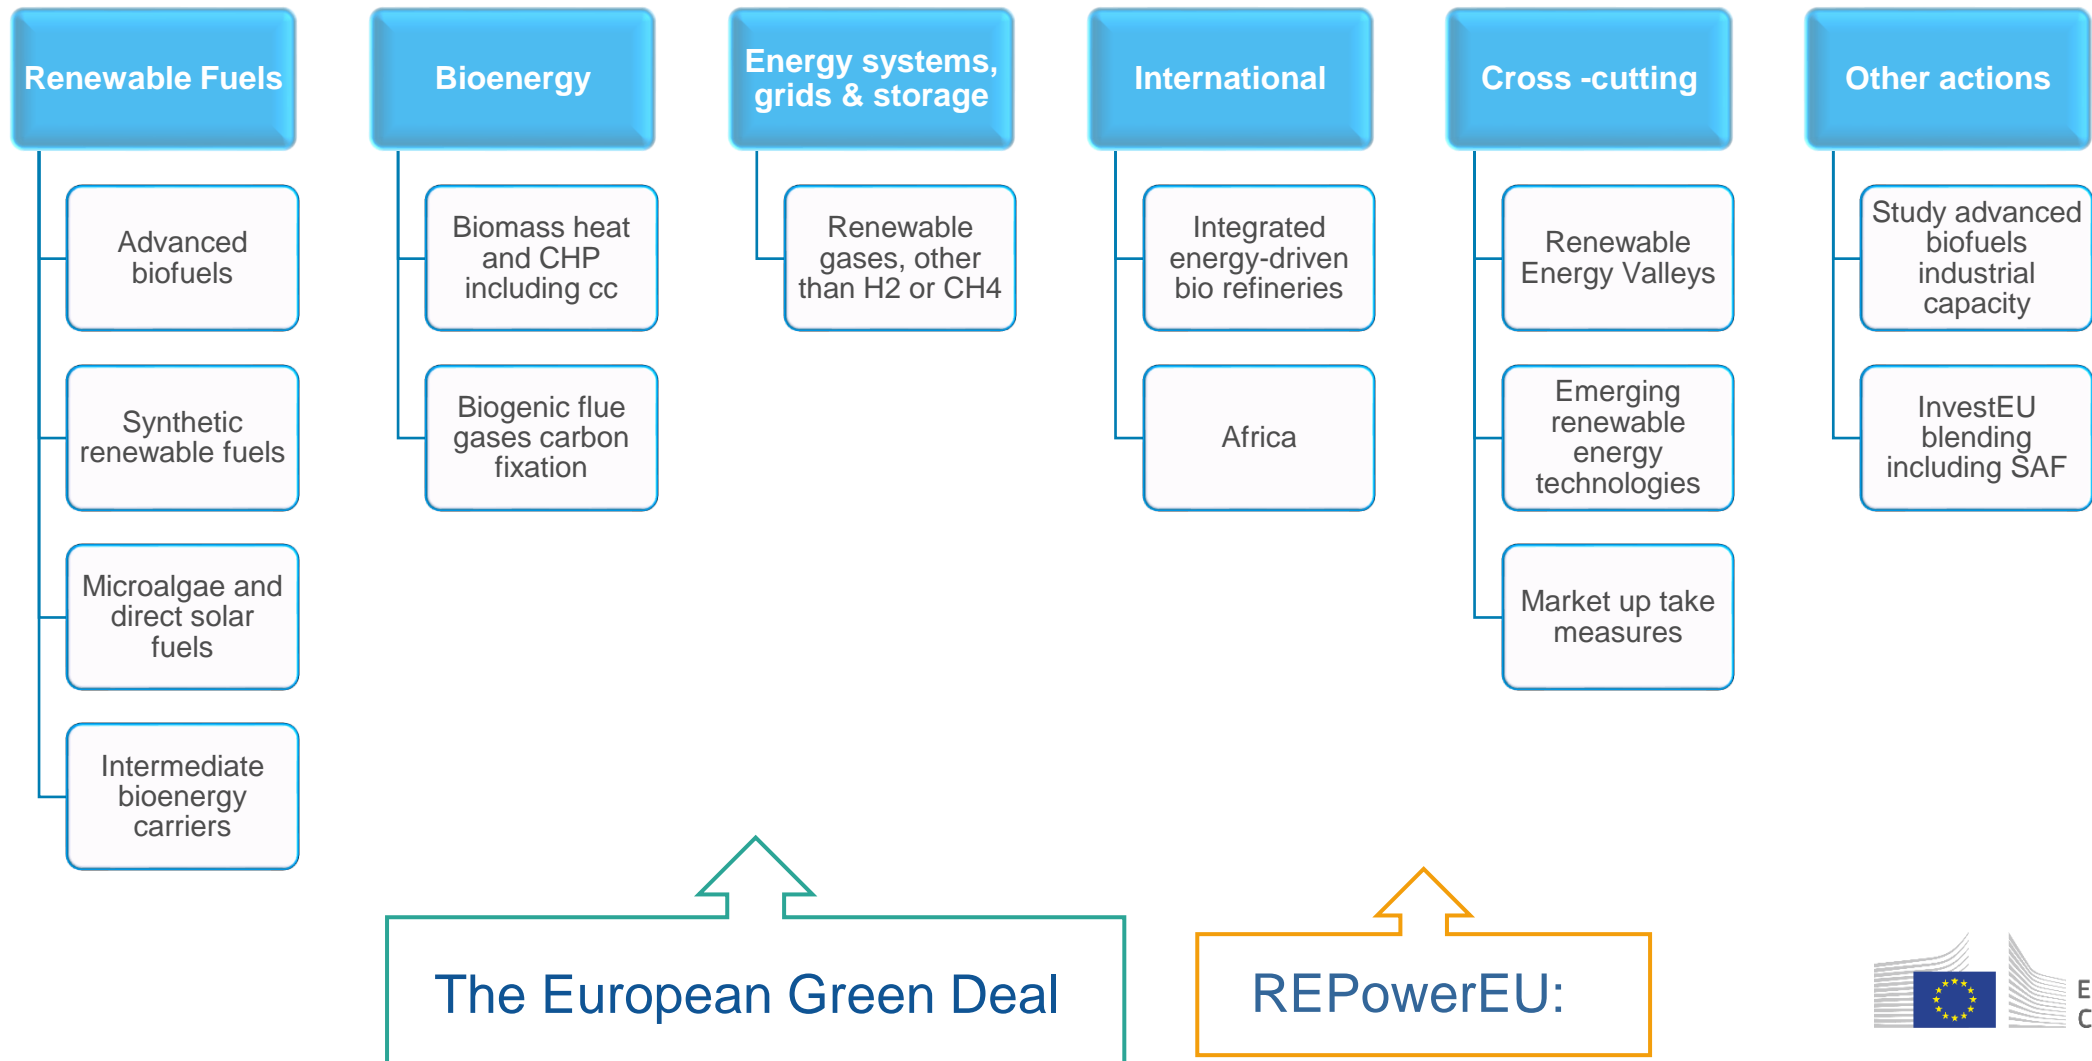 Renewable Fuels
Advanced
biofuels
Synthetic
renewable fuels
Microalgae and
direct solar
fuels
Intermediate
bioenergy
carriers
Bioenergy
Biomass heat
and CHP
including cc
Biogenic flue
gases carbon
fixation
Energy systems,
grids & storage
Renewable
gases, other
than H2 or CH4
International
Integrated
energy-driven
bio refineries
Africa
Cross -cutting
Renewable
Energy Valleys
Emerging
renewable
energy
technologies
Market up take
measures
Other actions
Study advanced
biofuels
industrial
capacity
InvestEU
blending
including SAF
The European Green Deal
REPowerEU:
E
C